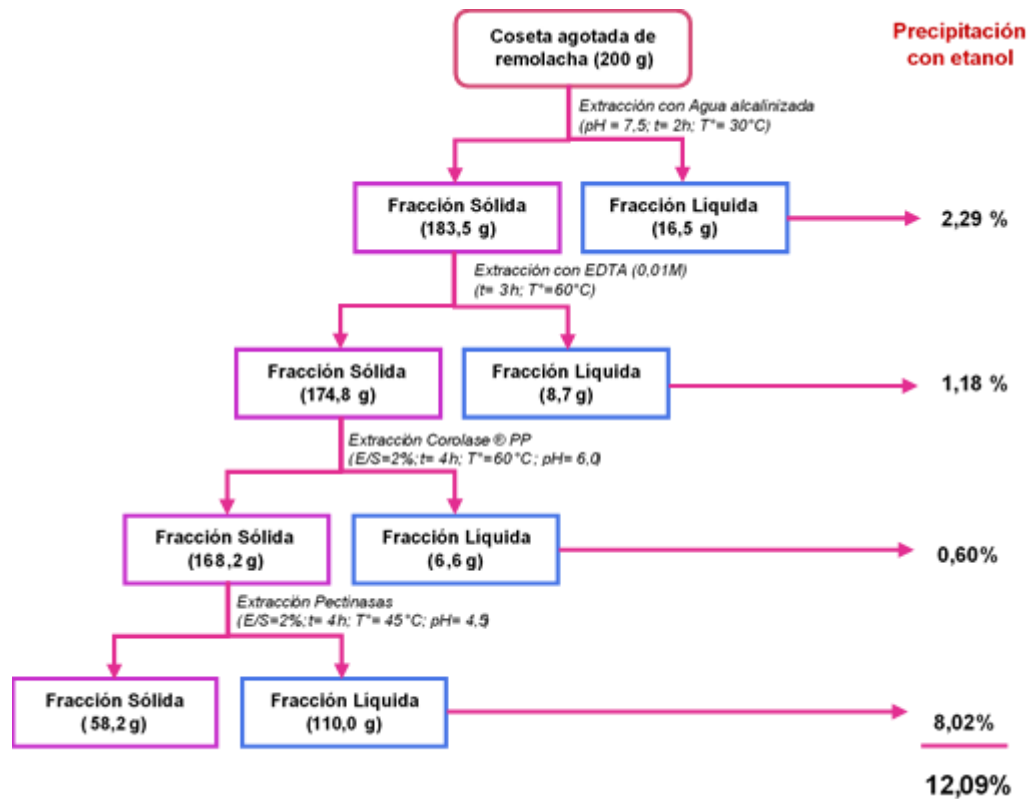 Coseta agotada de
remolacha (200 g)
Precipitación
con etanol
Extracción con Agua alcalinizada
(pH = 7,5; t= 2h; T°= 30°C)
Fracción Sólida
(183,5 g)
Fracción Líquida
(16,5 g)
2,29 %
Extracción con EDTA (0,01M)
(t= 3h; T°=60°C)
Fracción Sólida
(174,8 g)
Fracción Líquida
(8,7 g)
1,18 %
Extracción Corolase ® PP
(E/S=2%; t= 4h; T°=60°C; pH= 6,0)
Fracción Sólida
(168,2 g)
Fracción Líquida
(6,6 g)
0,60%
Extracción Pectinasas
(E/S=2%; t= 4h; T°= 45°C; pH= 4,5)
Fracción Sólida
(58,2 g)
Fracción Líquida
(110,0 g)
8,02%
12,09%